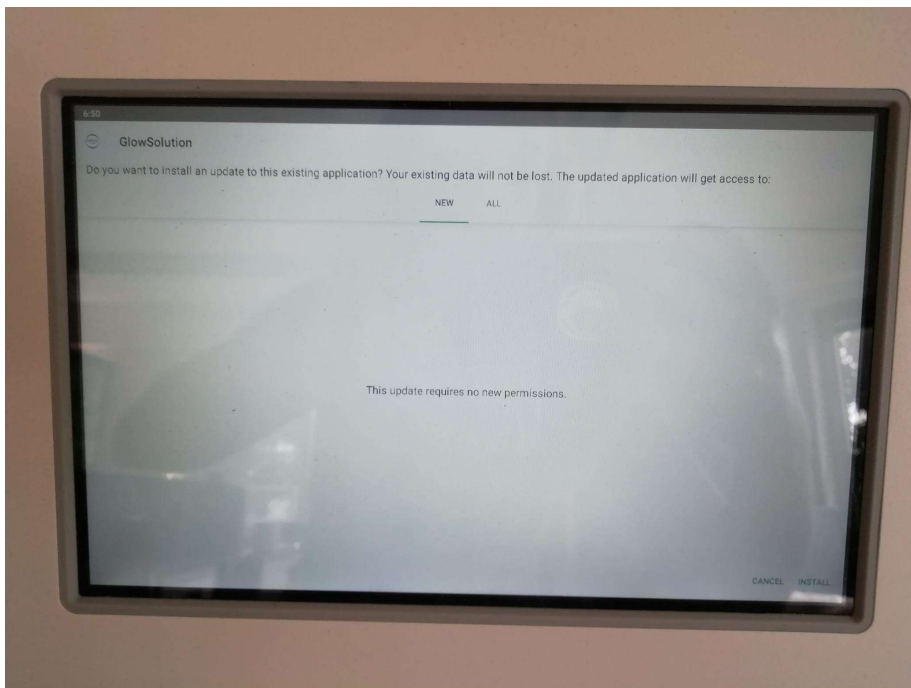 6:50
GlowSolution
Do you want to install an update to this existing application? Your existing data will not be lost. The updated application will get access to:
NEW ALL
This update requires no new permissions.
CANCEL INSTALL